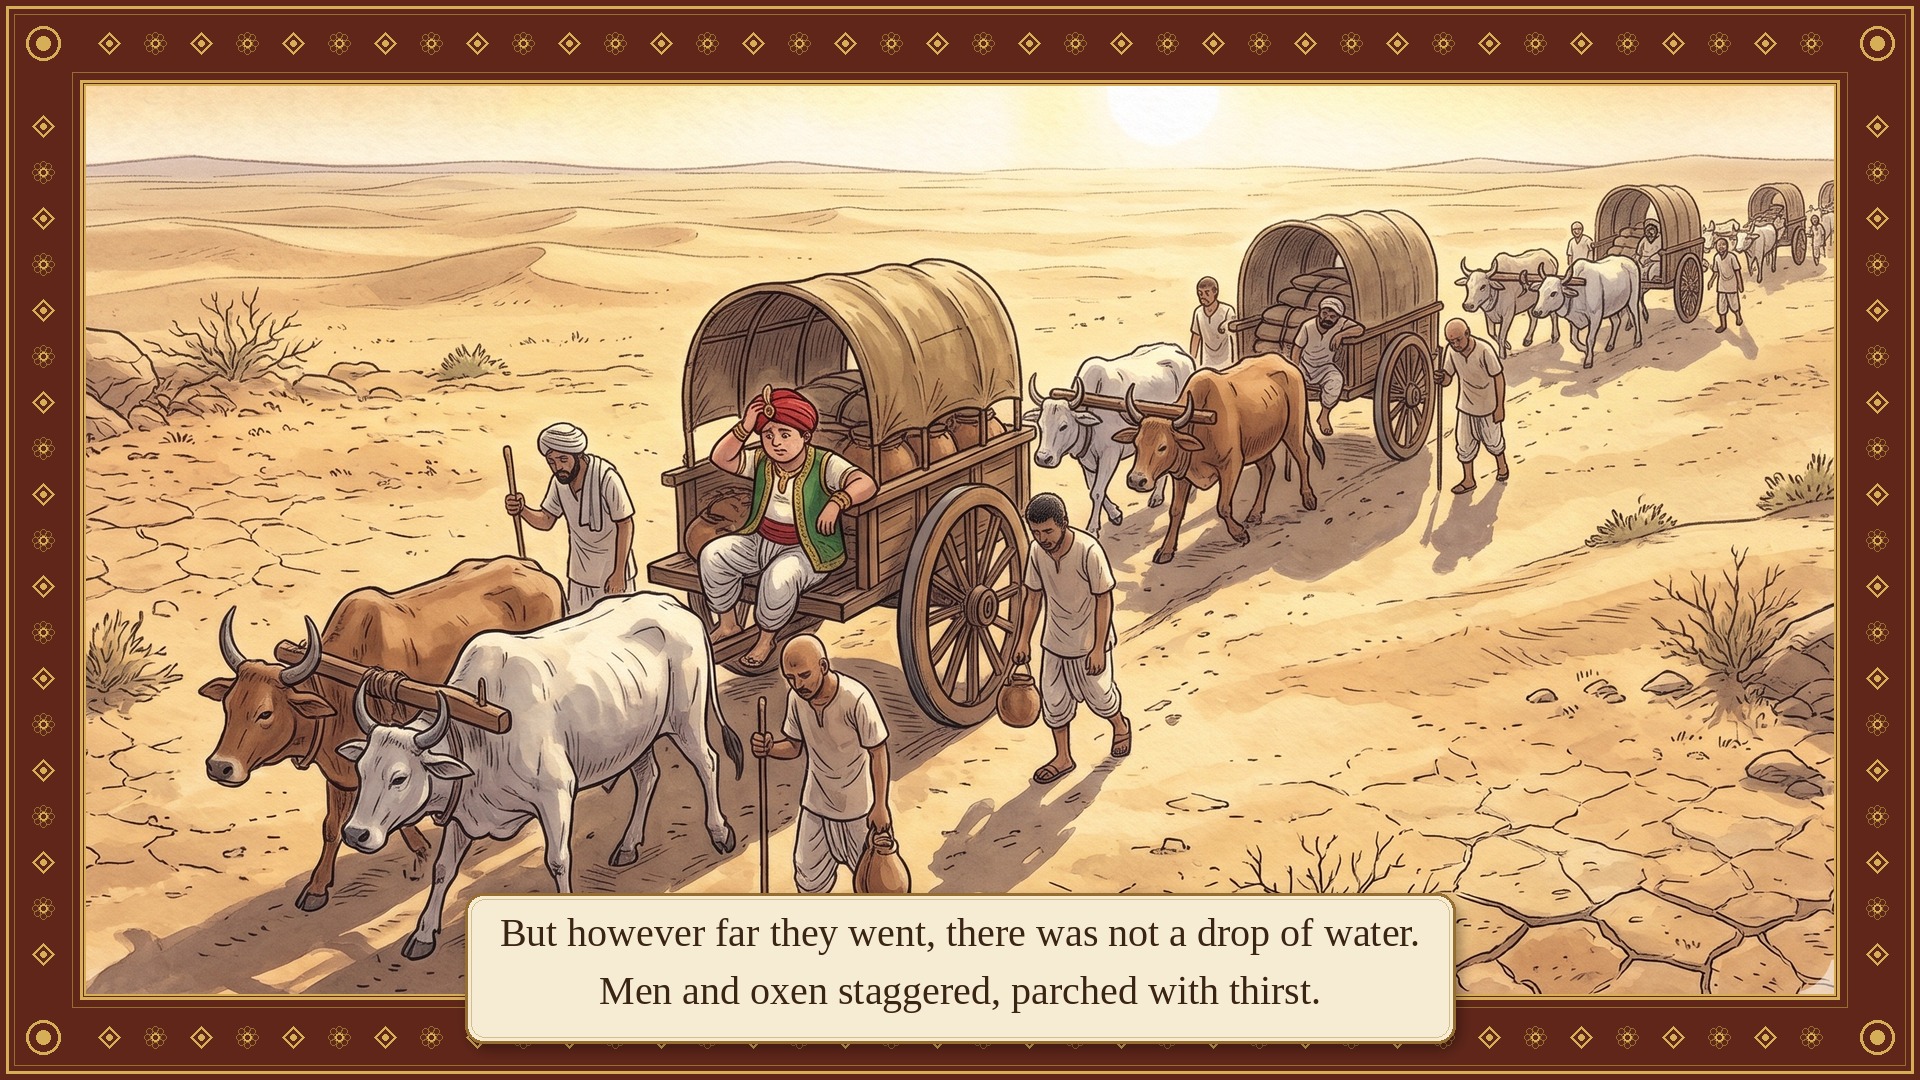 But however far they went, there was not a drop of water.
Men and oxen staggered, parched with thirst.